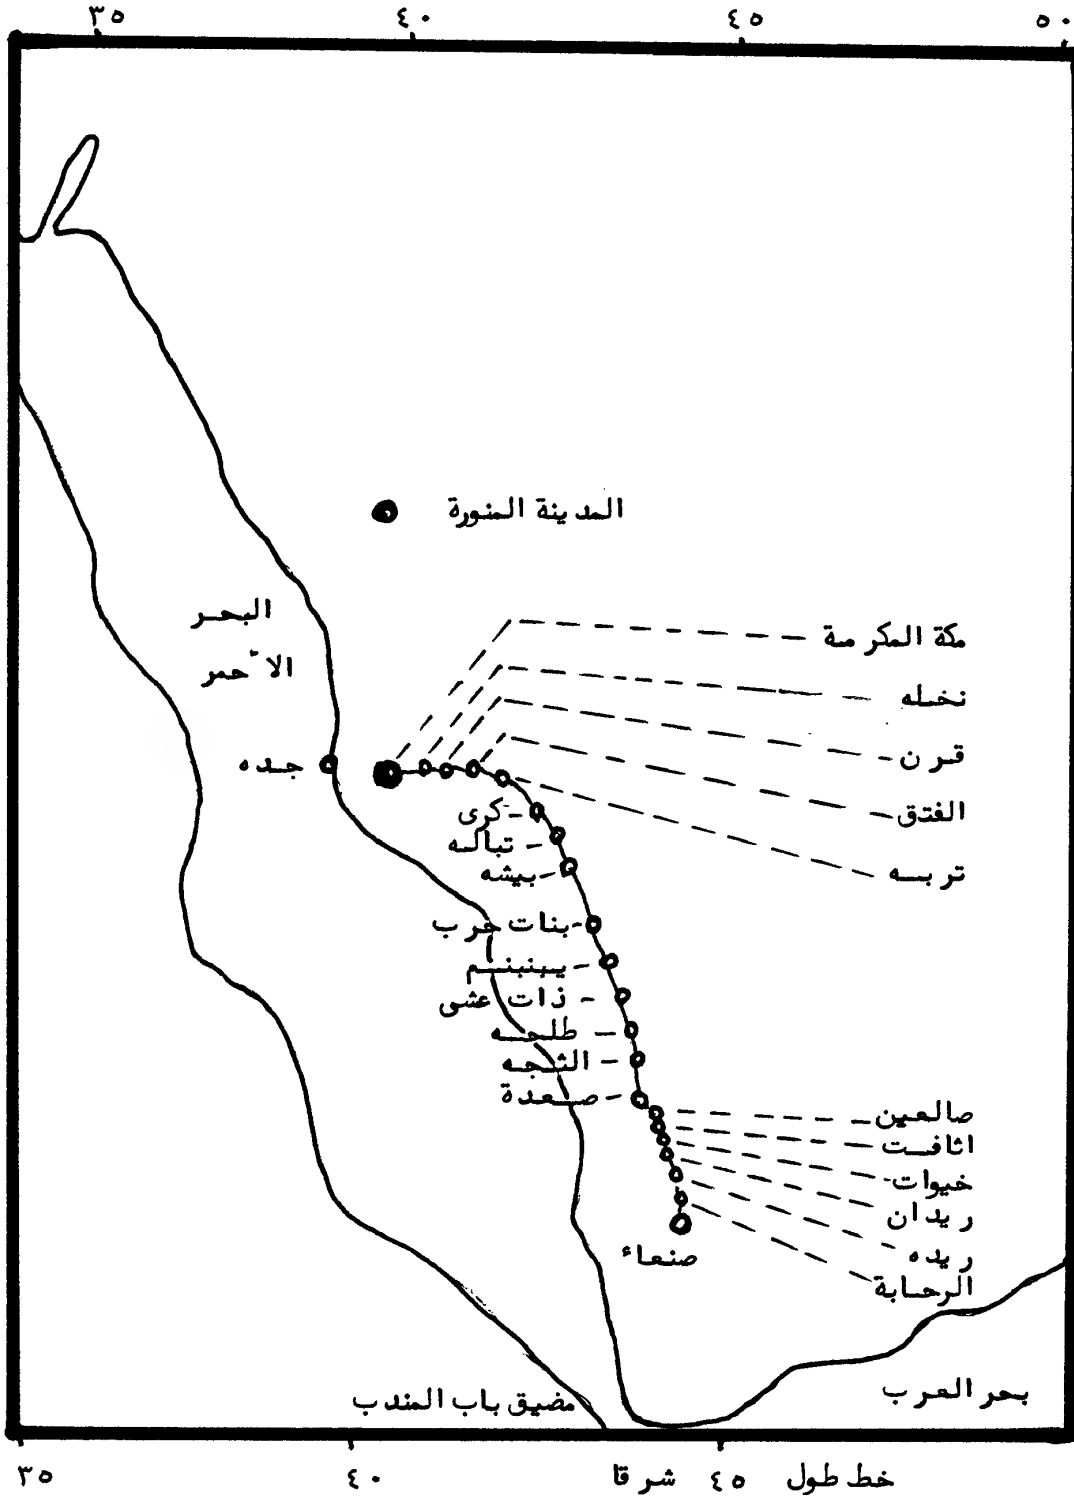 ٣٥ ٤٠ ٤٥ ٥٠
المدينة المنورة
البحر
الأحمر
مكة المكرمة
نخله
قرن
الفتق
تربه
جده
كرى
تباله
بيشه
بنات حرب
يبنبنم
ذات عشى
طلحه
الثجه
صعدة
صالعين
اثافت
خيوات
ريدان
ريده
الرحابة
صنعاء
بحر العرب
مضيق باب المندب
٣٥ ٤٠ ٤٥
خط طول شرقا